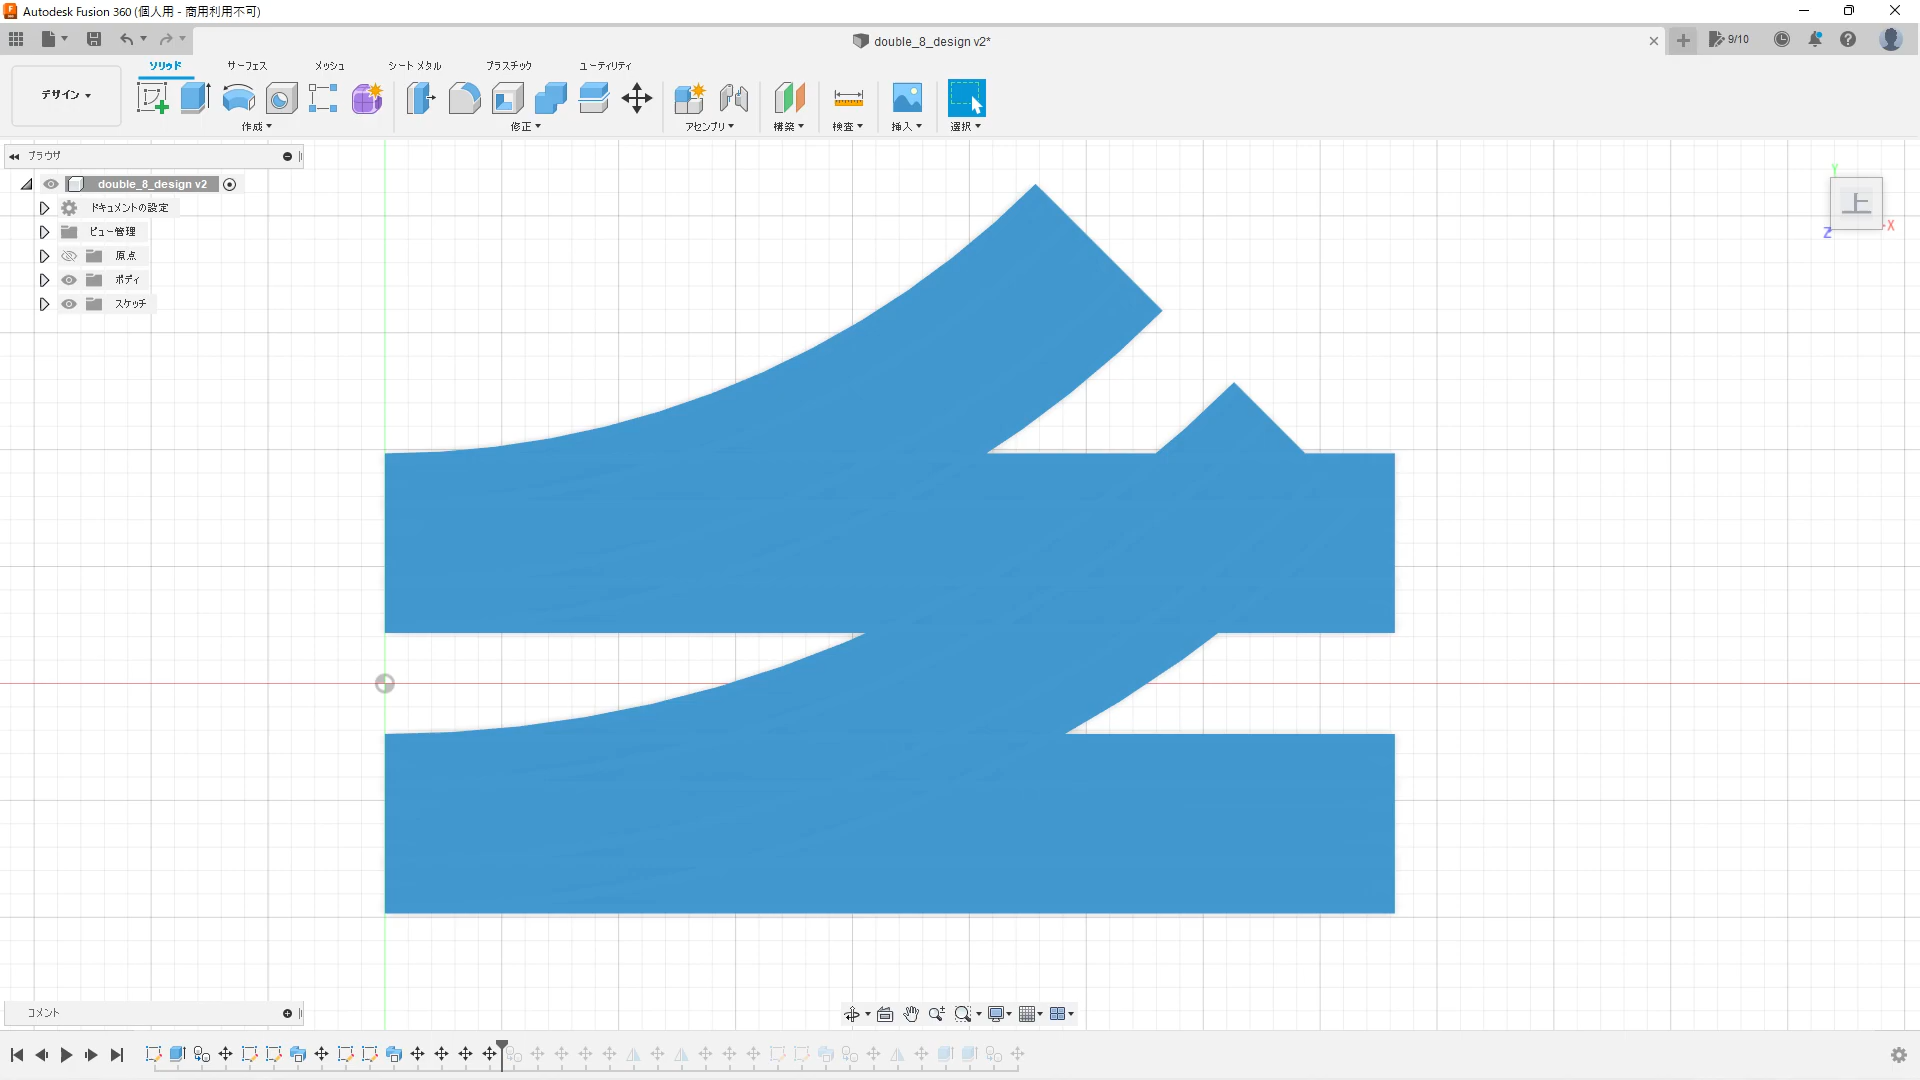 Autodesk Fusion 360 (個人用 - 商用利用不可)
double_8_design v2*
9/10
デザイン
ソリッド
サーフェス
メッシュ
シート メタル
プラスチック
ユーティリティ
作成
修正
アセンブリ
構築
検査
挿入
選択
ブラウザ
double_8_design v2
ドキュメントの設定
ビュー管理
原点
ボディ
スケッチ
Y
上
X
Z
コメント